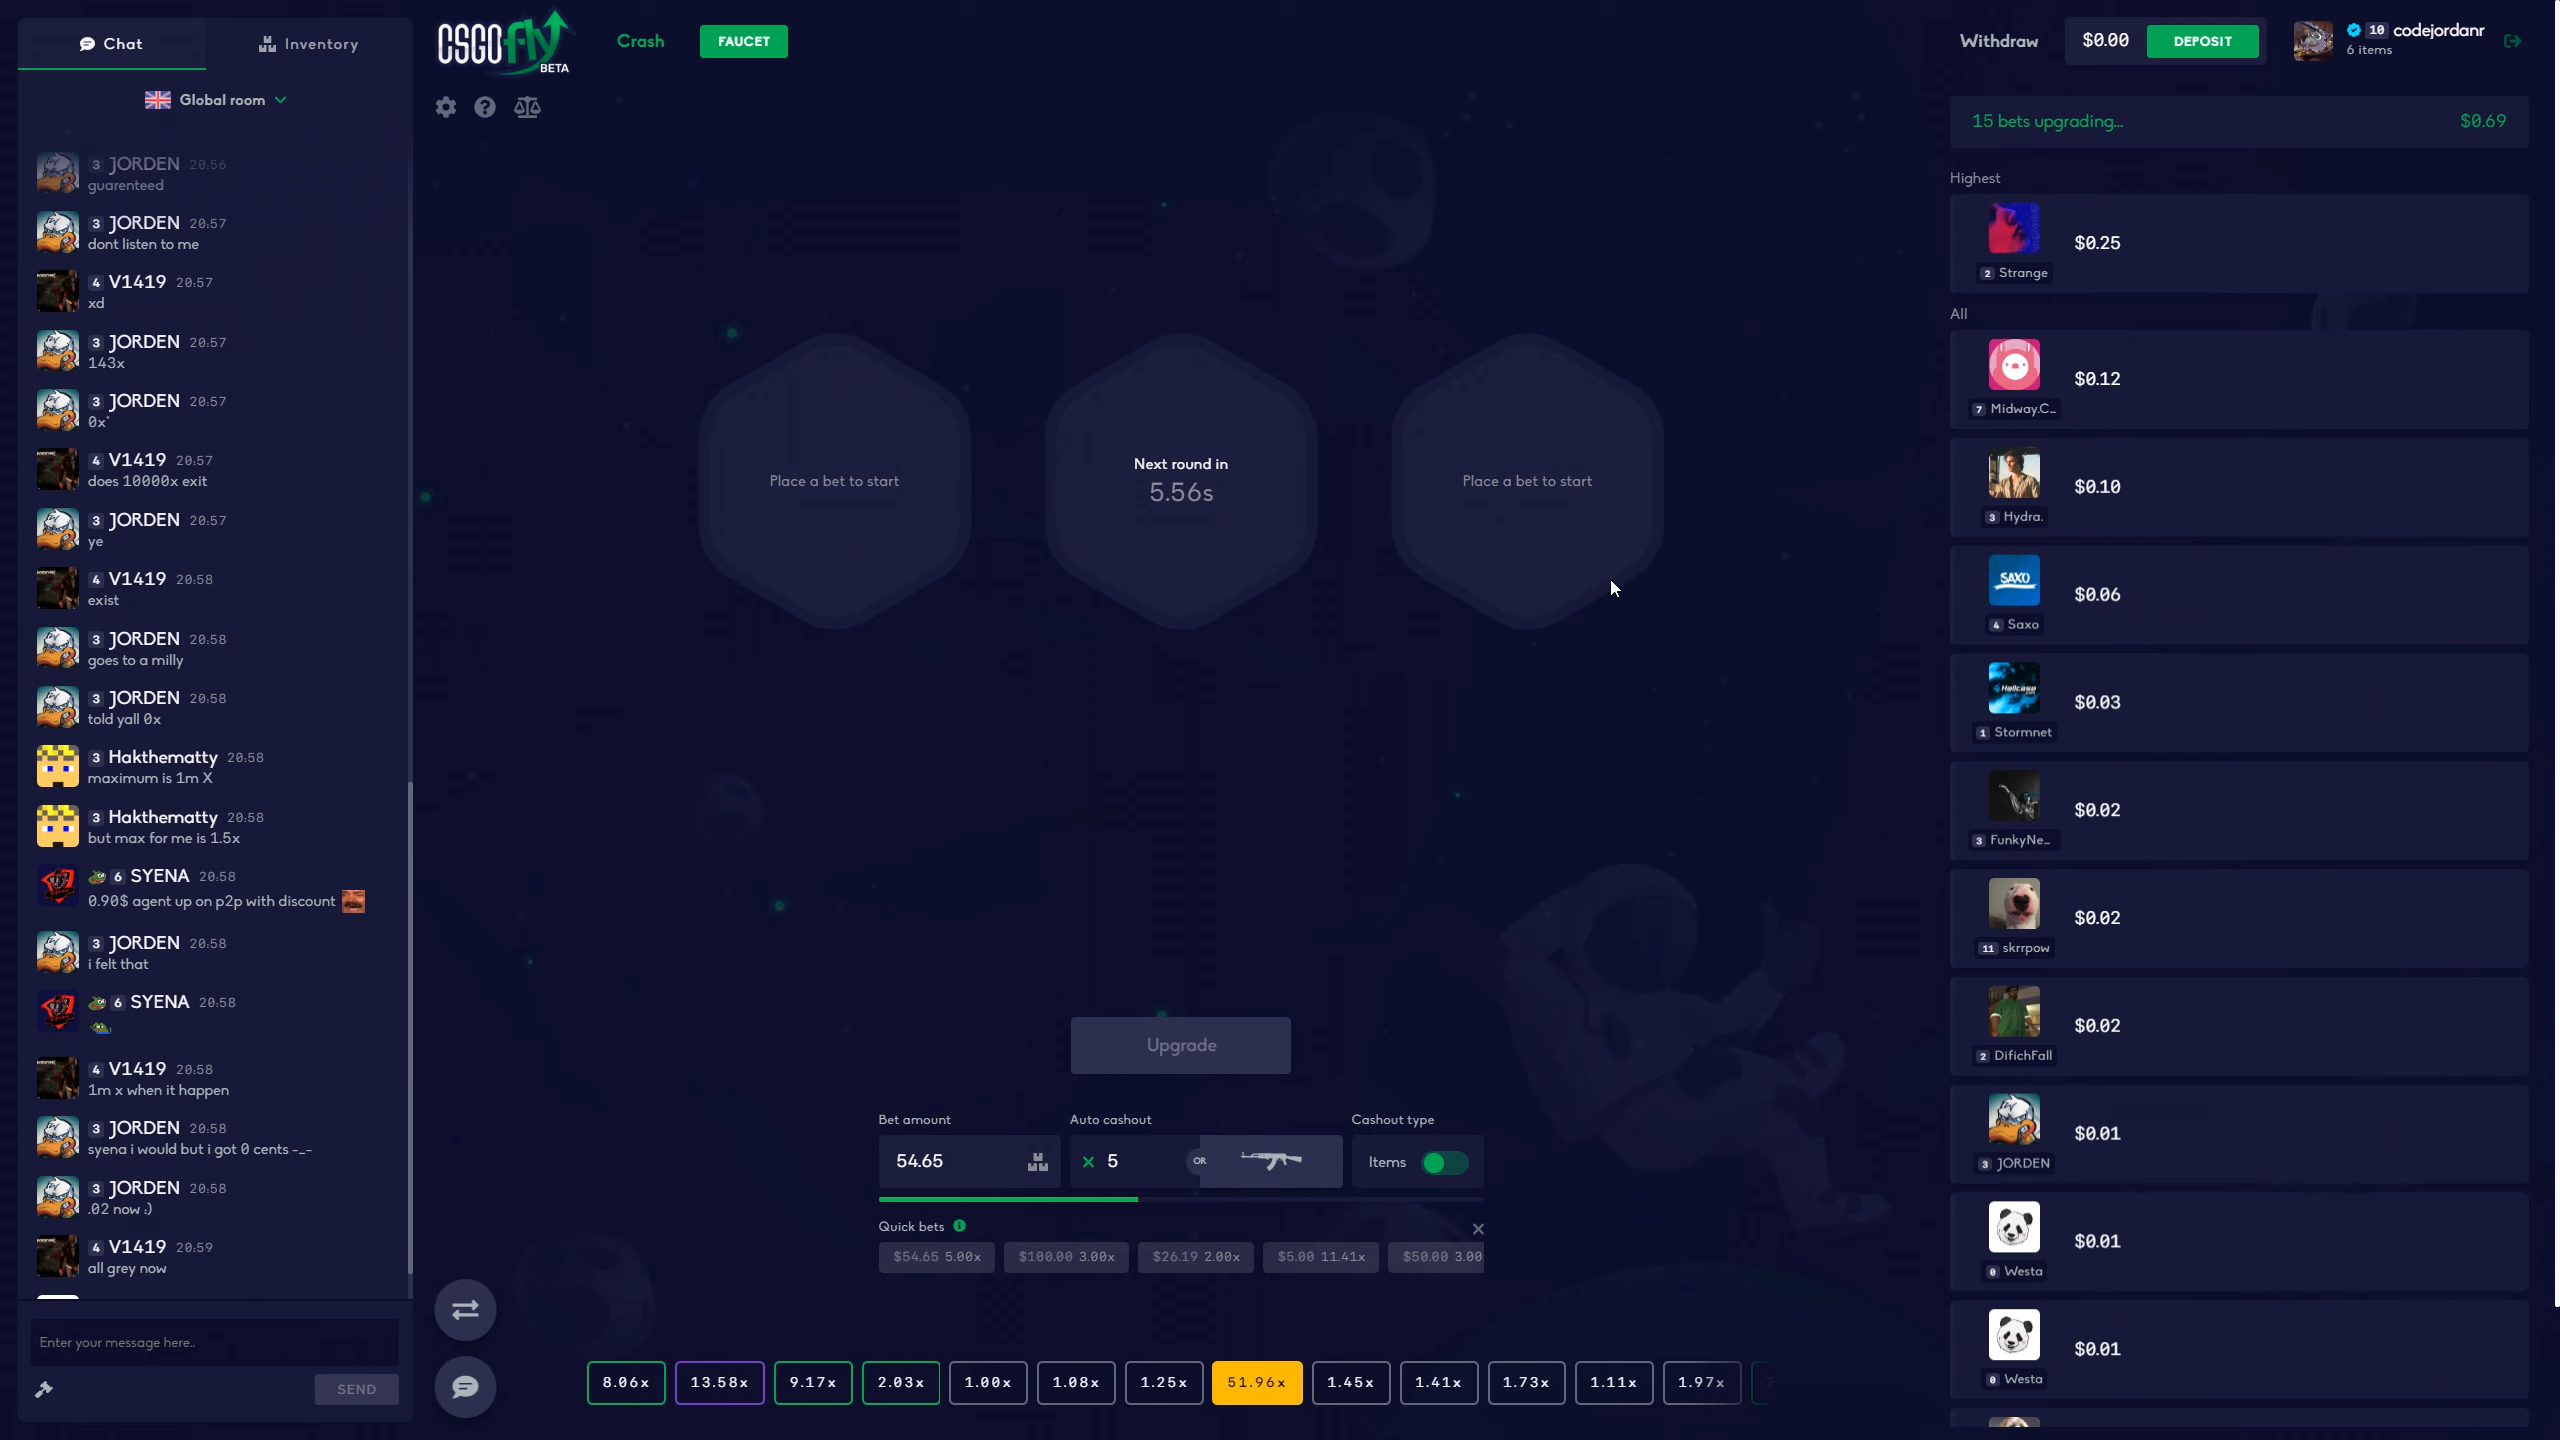 Chat
Inventory
Global room
3 JORDEN 20:56
guarenteed
3 JORDEN 20:57
dont listen to me
4 V1419 20:57
xd
3 JORDEN 20:57
143x
3 JORDEN 20:57
0x'
4 V1419 20:57
does 10000x exit
3 JORDEN 20:57
ye
4 V1419 20:58
exist
3 JORDEN 20:58
goes to a milly
3 JORDEN 20:58
told yall 0x
3 Hakthematty 20:58
maximum is 1m X
3 Hakthematty 20:58
but max for me is 1.5x
6 SYENA 20:58
0.90$ agent up on p2p with discount
3 JORDEN 20:58
i felt that
6 SYENA 20:58
4 V1419 20:58
1m x when it happen
3 JORDEN 20:58
syena i would but i got 0 cents -_-
3 JORDEN 20:58
.02 now :)
4 V1419 20:59
all grey now
Enter your message here..
SEND
CSGOfly
BETA
Crash
FAUCET
Place a bet to start
Next round in
5.56s
Place a bet to start
Upgrade
Bet amount
Auto cashout
Cashout type
54.65
× 5
OR
Items
Quick bets
$54.65 5.00x
$100.00 3.00x
$26.19 2.00x
$5.00 11.41x
$50.00 3.00
8.06x
13.58x
9.17x
2.03x
1.00x
1.08x
1.25x
51.96x
1.45x
1.41x
1.73x
1.11x
1.97x
Withdraw
$0.00
DEPOSIT
10 codejordanr
6 items
15 bets upgrading...
$0.69
Highest
$0.25
2 Strange
All
$0.12
7 Midway.C...
$0.10
3 Hydra.
SAXO
$0.06
4 Saxo
Hellcase
$0.03
1 Stormnet
$0.02
3 FunkyNe...
$0.02
11 skrrpow
$0.02
2 DifichFall
$0.01
3 JORDEN
$0.01
0 Westa
$0.01
0 Westa